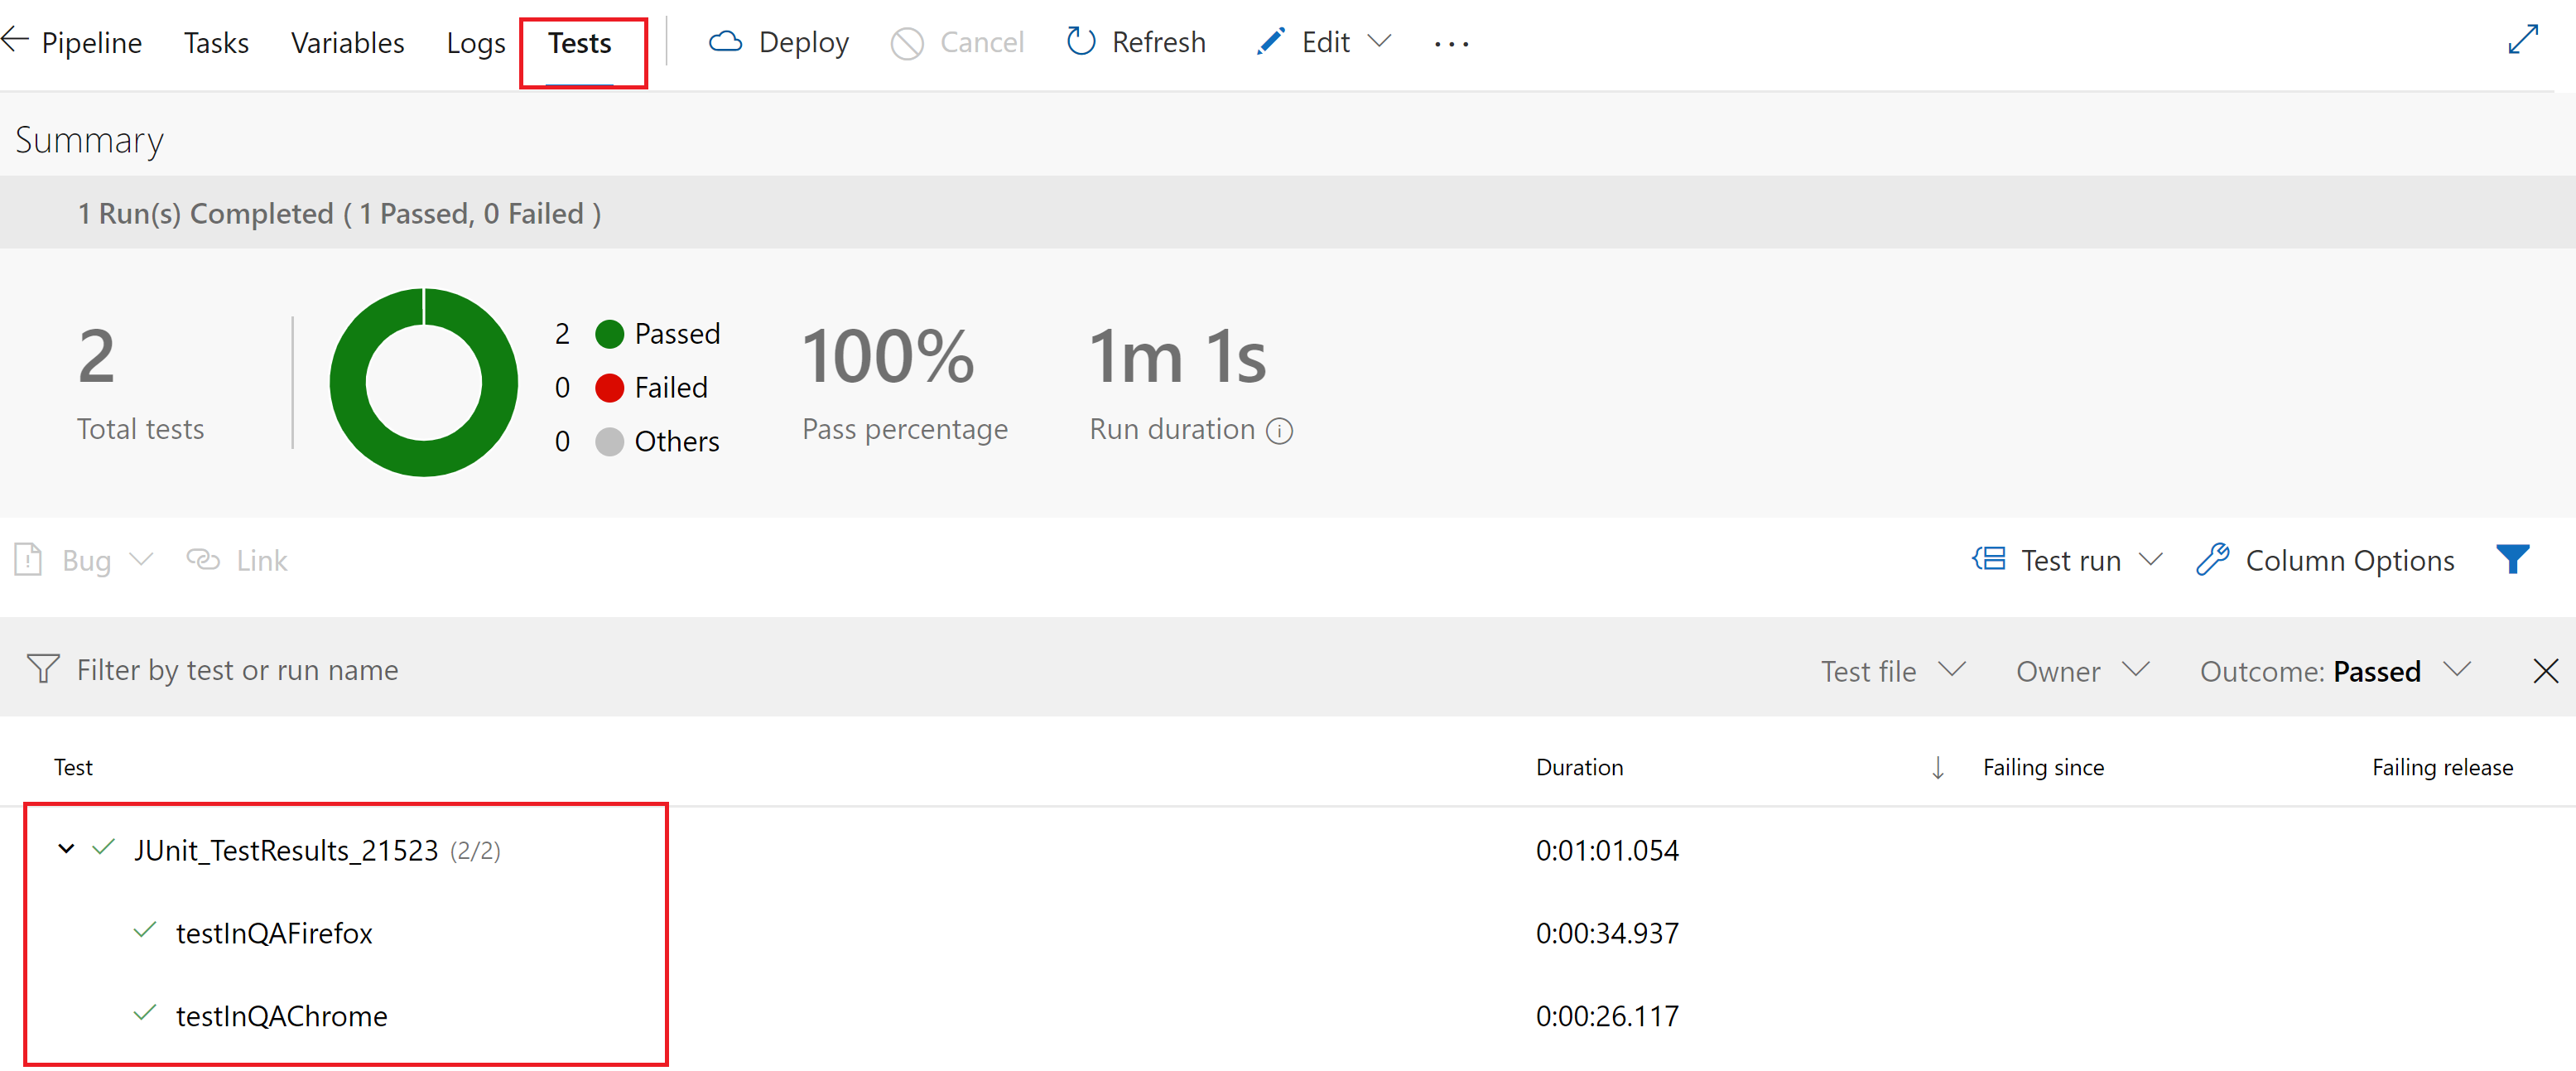 Pipeline Tasks Variables Logs Tests Deploy Cancel Refresh Edit ...
Summary
1 Run(s) Completed ( 1 Passed, 0 Failed )
2
Total tests
2 Passed
0 Failed
0 Others
100%
Pass percentage
1m 1s
Run duration
Bug Link Test run Column Options
Filter by test or run name Test file Owner Outcome: Passed
Test Duration Failing since Failing release
JUnit_TestResults_21523 (2/2) 0:01:01.054
testInQAFirefox 0:00:34.937
testInQAChrome 0:00:26.117